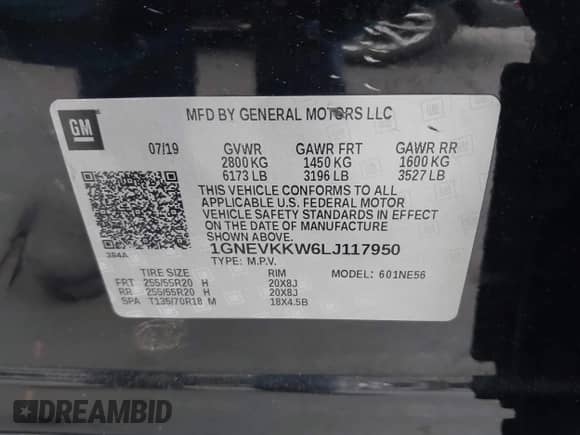 MFD BY GENERAL MOTORS LLC
GM
07/19 GVWR GAWR FRT GAWR RR
2800 KG 1450 KG 1600 KG
6173 LB 3196 LB 3527 LB
THIS VEHICLE CONFORMS TO ALL
APPLICABLE U.S. FEDERAL MOTOR
VEHICLE SAFETY STANDARDS IN EFFECT
ON THE DATE OF MANUFACTURE
SHOWN ABOVE.
1GNEVKKW6LJ117950
TYPE: M.P.V.
384A
TIRE SIZE RIM MODEL: 601NE56
FRT 255/55R20 H 20X8J
RR 255/55R20 H 20X8J
SPA T135/70R18 M 18X4.5B
DREAMBID